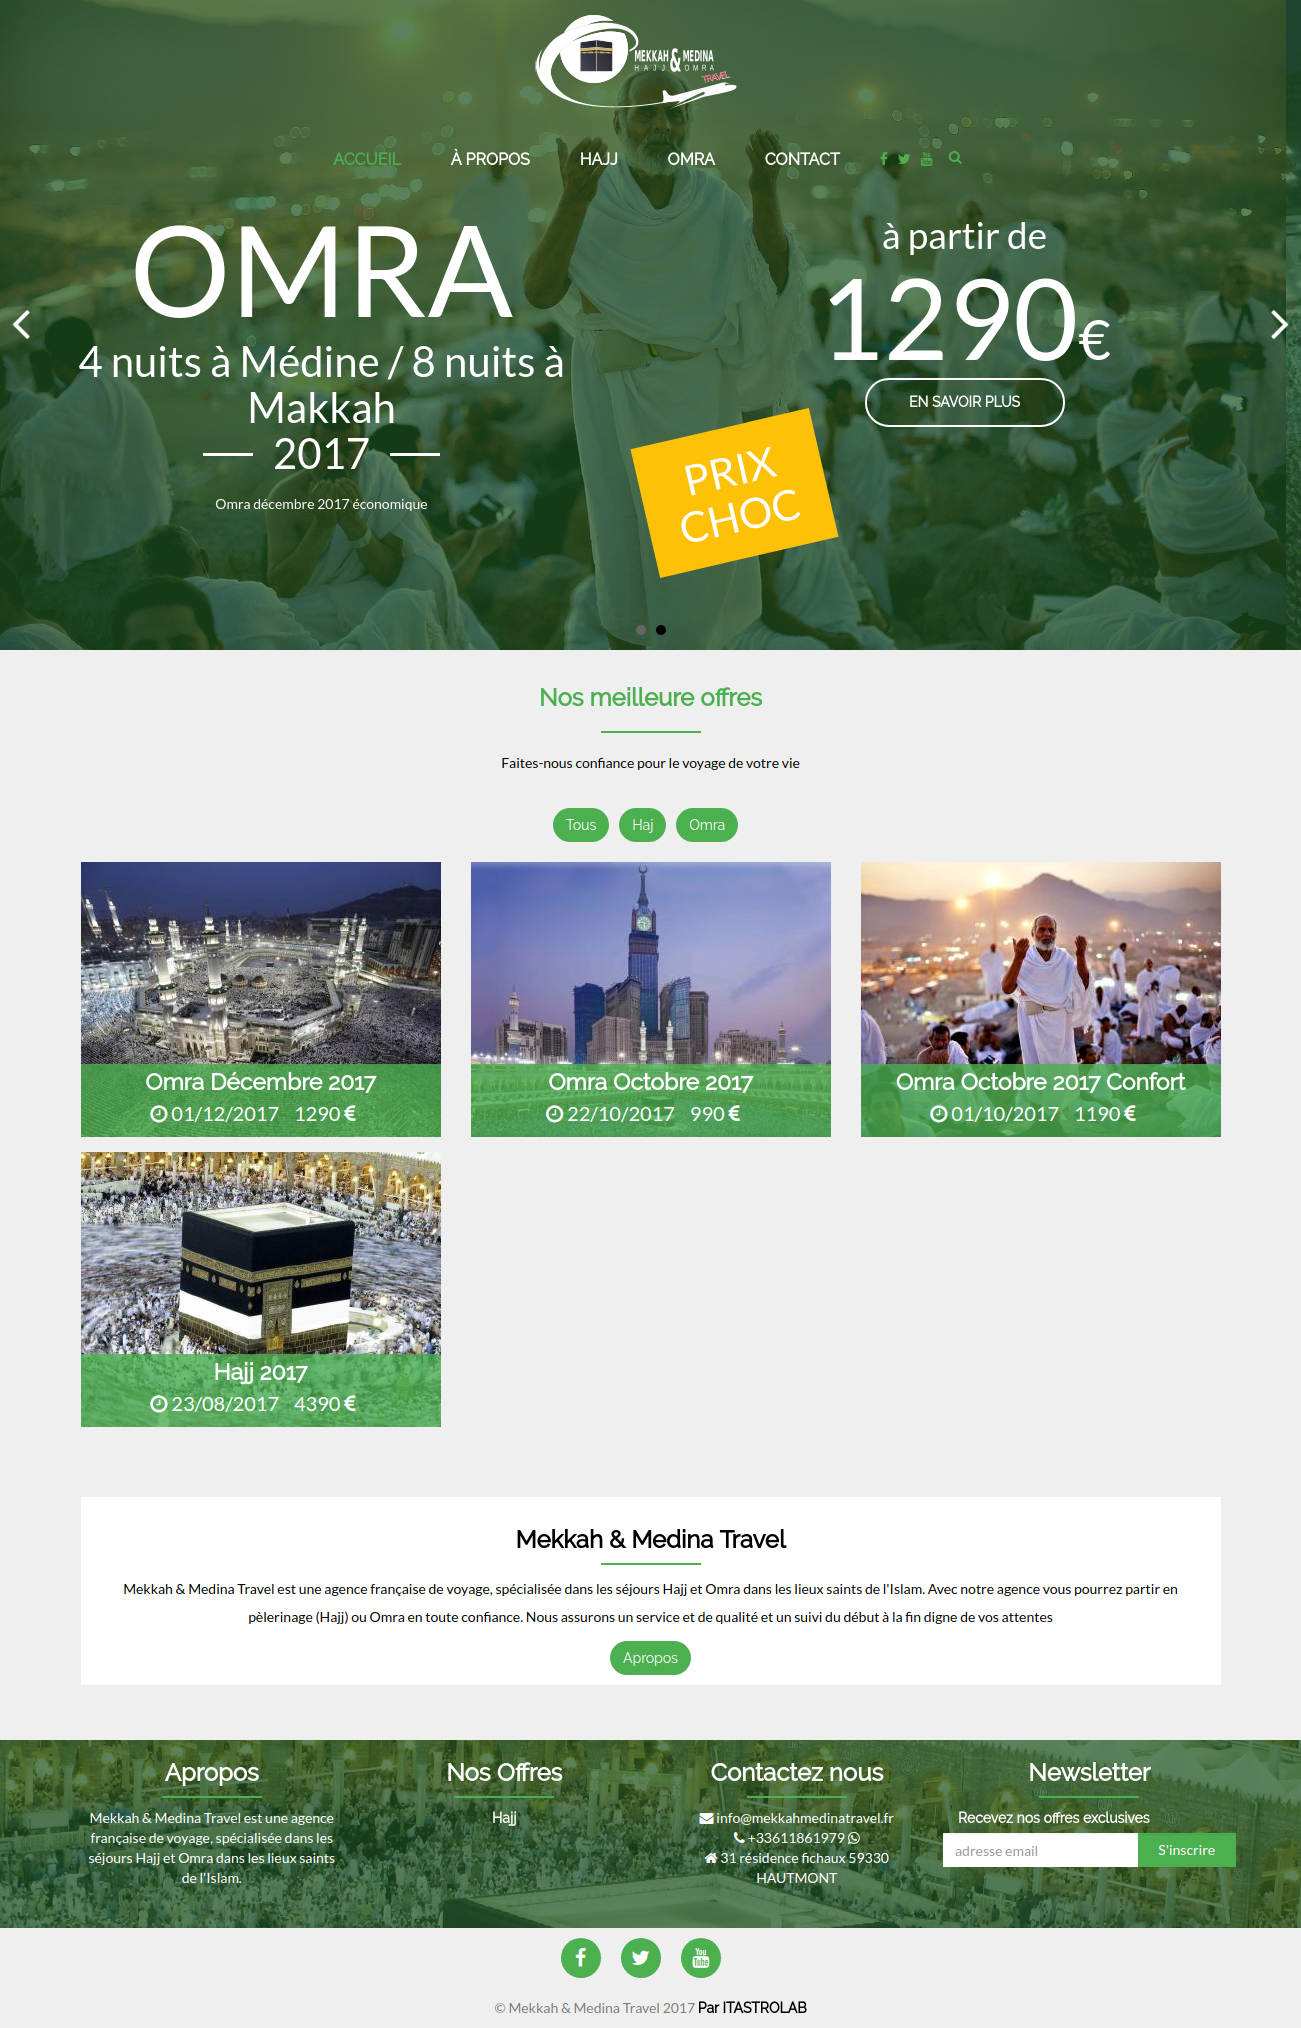 MEKKAH & MEDINA
HAJJ OMRA
TRAVEL
ACCUEIL À PROPOS HAJJ OMRA CONTACT
OMRA
4 nuits à Médine / 8 nuits à
Makkah
2017
Omra décembre 2017 économique
à partir de
1290€
EN SAVOIR PLUS
PRIX
CHOC
Nos meilleure offres
Faites-nous confiance pour le voyage de votre vie
Tous Haj Omra
Omra Décembre 2017
01/12/2017 1290 €
Omra Octobre 2017
22/10/2017 990 €
Omra Octobre 2017 Confort
01/10/2017 1190 €
Hajj 2017
23/08/2017 4390 €
Mekkah & Medina Travel
Mekkah & Medina Travel est une agence française de voyage, spécialisée dans les séjours Hajj et Omra dans les lieux saints de l'Islam. Avec notre agence vous pourrez partir en
pèlerinage (Hajj) ou Omra en toute confiance. Nous assurons un service et de qualité et un suivi du début à la fin digne de vos attentes
Apropos
Apropos
Mekkah & Medina Travel est une agence
française de voyage, spécialisée dans les
séjours Hajj et Omra dans les lieux saints
de l'Islam.
Nos Offres
Hajj
Contactez nous
info@mekkahmedinatravel.fr
+33611861979
31 résidence fichaux 59330
HAUTMONT
Newsletter
Recevez nos offres exclusives
adresse email S'inscrire
You
Tube
© Mekkah & Medina Travel 2017 Par ITASTROLAB